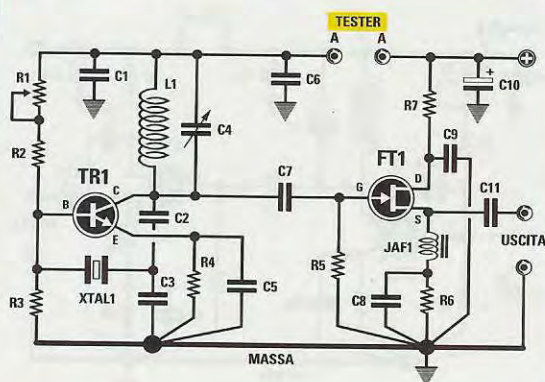 TESTER
A A
+
R1
C1
L1
C4
C6
R7
+
C10
R2
TR1
C7
FT1
C9
B
C
E
C2
G
D
S
C11
R3
XTAL1
C3
R4
C5
R5
JAF1
C8
R6
USCITA
MASSA